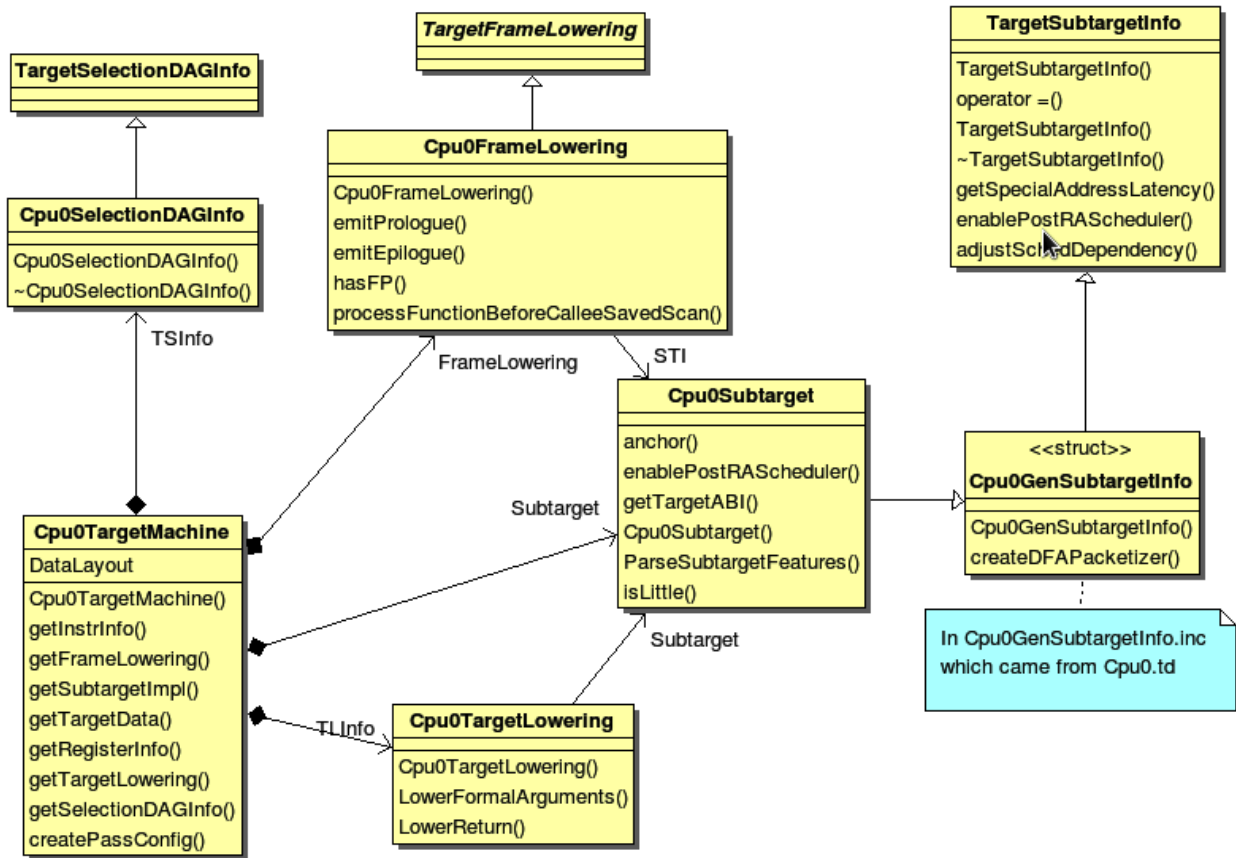 TargetSelectionDAGInfo
Cpu0SelectionDAGInfo
Cpu0SelectionDAGInfo()
~Cpu0SelectionDAGInfo()
TSInfo
TargetFrameLowering
Cpu0FrameLowering
Cpu0FrameLowering()
emitPrologue()
emitEpilogue()
hasFP()
processFunctionBeforeCalleeSavedScan()
FrameLowering
STI
TargetSubtargetInfo
TargetSubtargetInfo()
operator =()
TargetSubtargetInfo()
~TargetSubtargetInfo()
getSpecialAddressLatency()
enablePostRAScheduler()
adjustSchedDependency()
Cpu0Subtarget
anchor()
enablePostRAScheduler()
getTargetABI()
Cpu0Subtarget()
ParseSubtargetFeatures()
isLittle()
<<struct>>
Cpu0GenSubtargetInfo
Cpu0GenSubtargetInfo()
createDFAPacketizer()
In Cpu0GenSubtargetInfo.inc
which came from Cpu0.td
Subtarget
Cpu0TargetMachine
DataLayout
Cpu0TargetMachine()
getInstrInfo()
getFrameLowering()
getSubtargetImpl()
getTargetData()
getRegisterInfo()
getTargetLowering()
getSelectionDAGInfo()
createPassConfig()
TLInfo
Subtarget
Cpu0TargetLowering
Cpu0TargetLowering()
LowerFormalArguments()
LowerReturn()